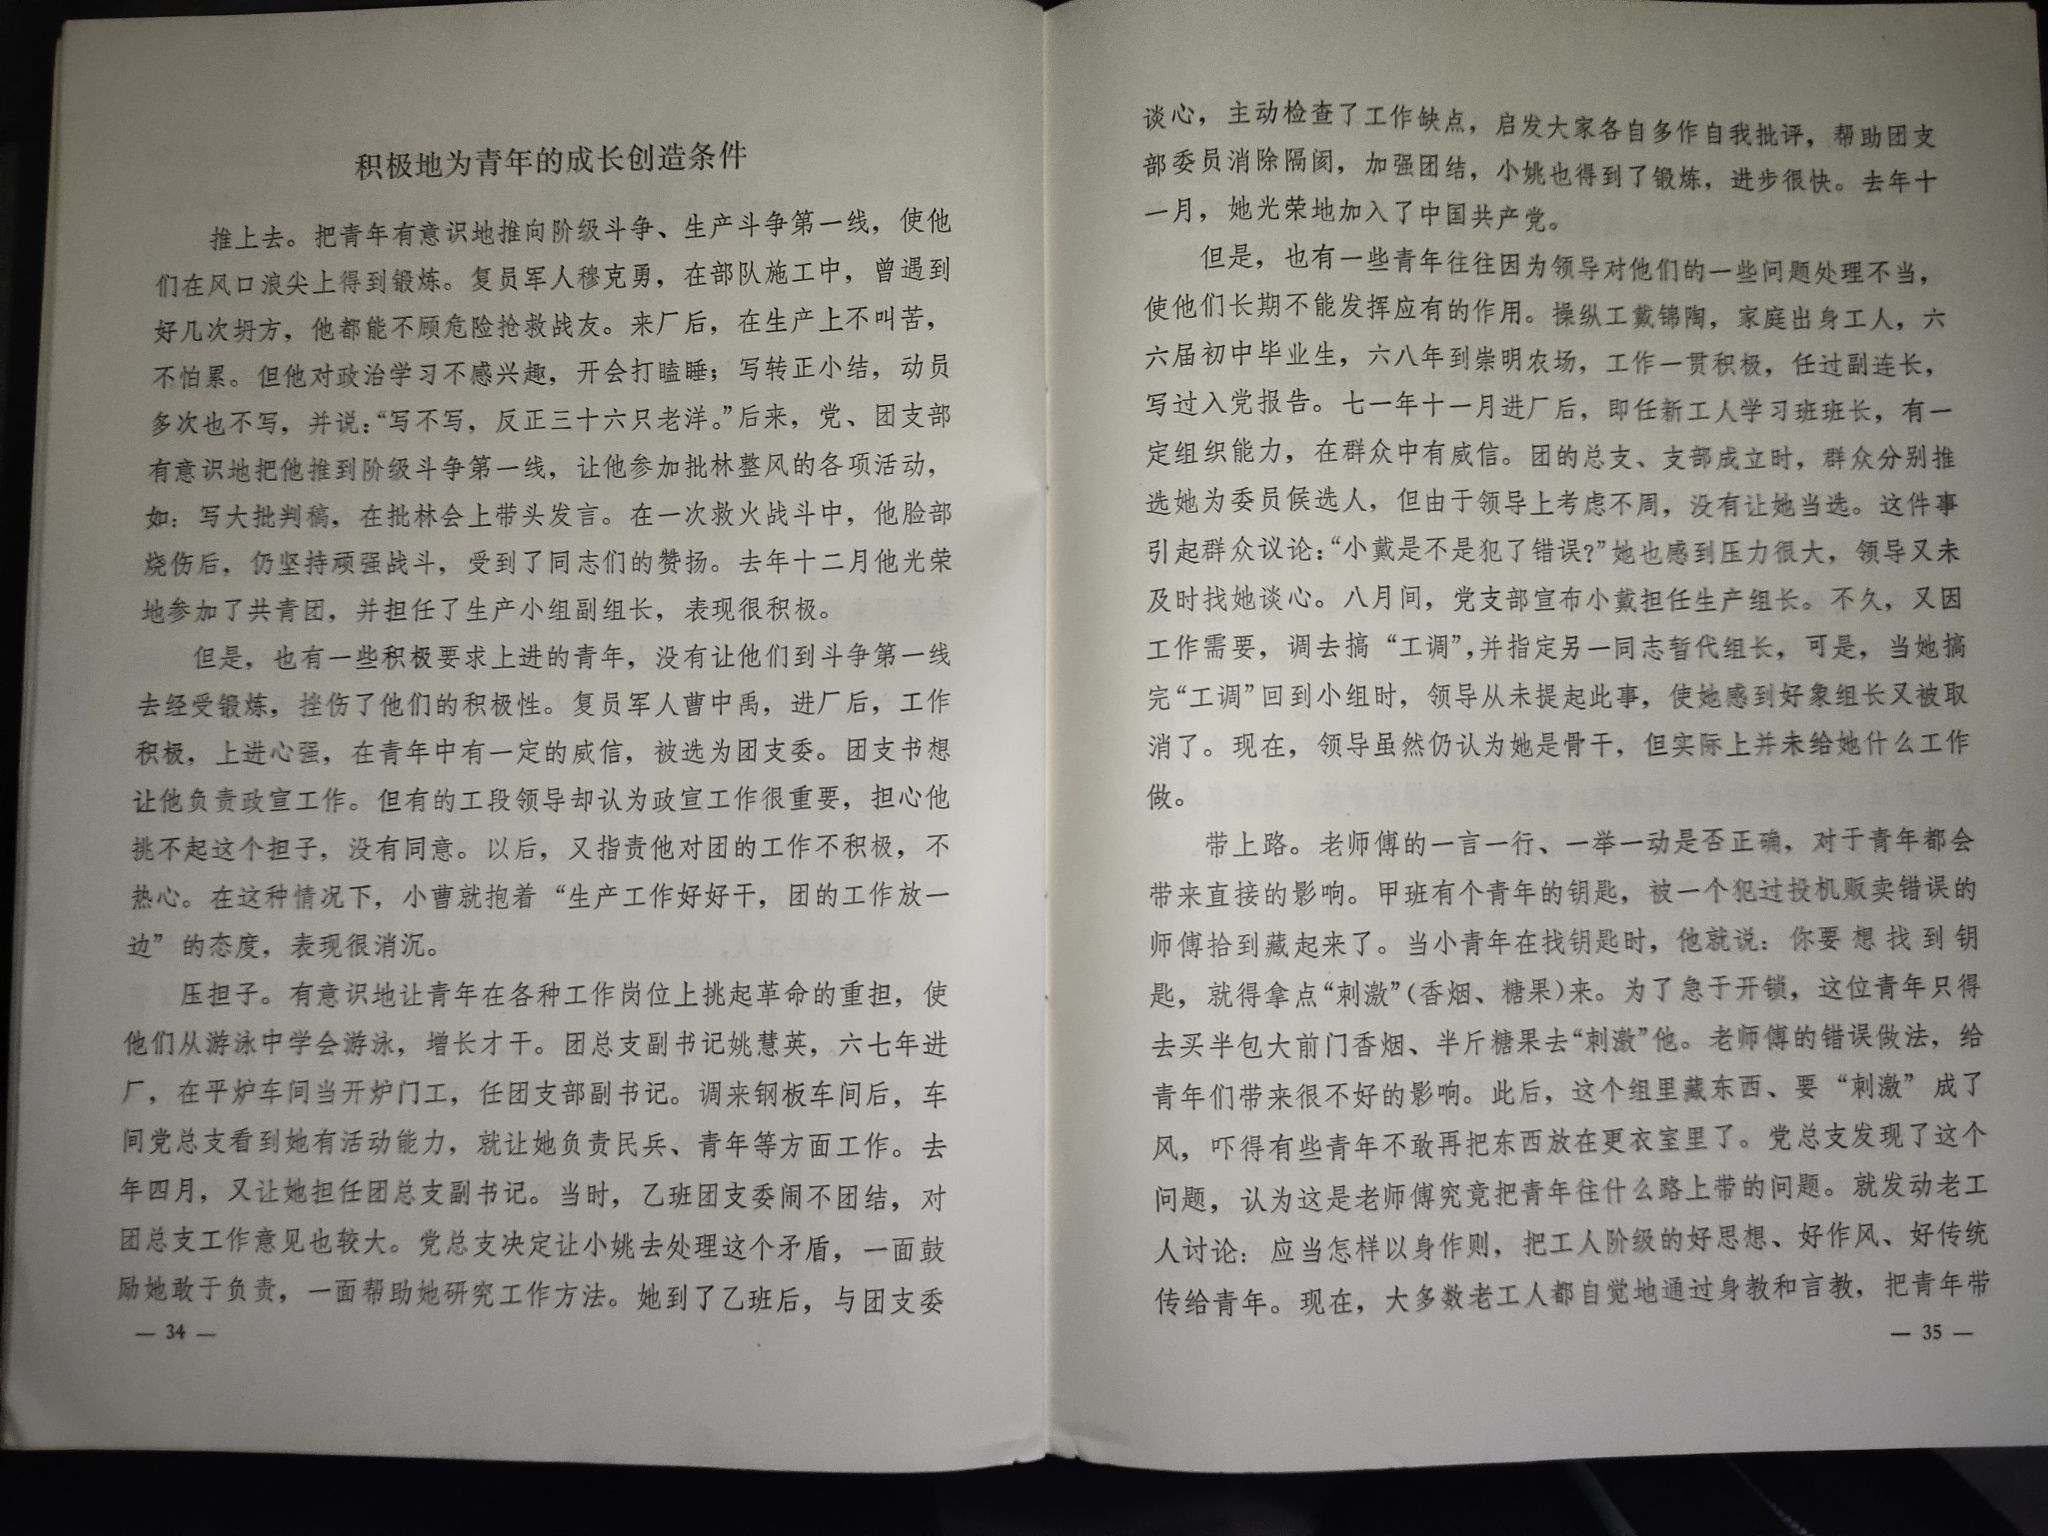 积极地为青年的成长创造条件
推上去。把青年有意识地推向阶级斗争、生产斗争第一线，使他
们在风口浪尖上得到锻炼。复员军人穆克勇，在部队施工中，曾遇到
好几次坍方，他都能不顾危险抢救战友。来厂后，在生产上不叫苦，
不怕累。但他对政治学习不感兴趣，开会打瞌睡；写转正小结，动员
多次也不写，并说：“写不写，反正三十六只老洋。”后来，党、团支部
有意识地把他推到阶级斗争第一线，让他参加批林整风的各项活动，
如：写大批判稿，在批林会上带头发言。在一次救火战斗中，他脸部
烧伤后，仍坚持顽强战斗，受到了同志们的赞扬。去年十二月他光荣
地参加了共青团，并担任了生产小组副组长，表现很积极。
但是，也有一些积极要求上进的青年，没有让他们到斗争第一线
去经受锻炼，挫伤了他们的积极性。复员军人曹中禹，进厂后，工作
积极，上进心强，在青年中有一定的威信，被选为团支委。团支书想
让他负责政宣工作。但有的工段领导却认为政宣工作很重要，担心他
挑不起这个担子，没有同意。以后，又指责他对团的工作不积极，不
热心。在这种情况下，小曹就抱着“生产工作好好干，团的工作放一
边”的态度，表现很消沉。
压担子。有意识地让青年在各种工作岗位上挑起革命的重担，使
他们从游泳中学会游泳，增长才干。团总支副书记姚慧英，六七年进
厂，在平炉车间当开炉门工，任团支部副书记。调来钢板车间后，车
间党总支看到她有活动能力，就让她负责民兵、青年等方面工作。去
年四月，又让她担任团总支副书记。当时，乙班团支委闹不团结，对
团总支工作意见也较大。党总支决定让小姚去处理这个矛盾，一面鼓
励她敢于负责，一面帮助她研究工作方法。她到了乙班后，与团支委
— 34 —
谈心，主动检查了工作缺点，启发大家各自多作自我批评，帮助团支
部委员消除隔阂，加强团结，小姚也得到了锻炼，进步很快。去年十
一月，她光荣地加入了中国共产党。
但是，也有一些青年往往因为领导对他们的一些问题处理不当，
使他们长期不能发挥应有的作用。操纵工戴锦陶，家庭出身工人，六
六届初中毕业生，六八年到崇明农场，工作一贯积极，任过副连长，
写过入党报告。七一年十一月进厂后，即任新工人学习班班长，有一
定组织能力，在群众中有威信。团的总支、支部成立时，群众分别推
选她为委员候选人，但由于领导上考虑不周，没有让她当选。这件事
引起群众议论：“小戴是不是犯了错误？”她也感到压力很大，领导又未
及时找她谈心。八月间，党支部宣布小戴担任生产组长。不久，又因
工作需要，调去搞“工调”，并指定另一同志暂代组长，可是，当她搞
完“工调”回到小组时，领导从未提起此事，使她感到好象组长又被取
消了。现在，领导虽然仍认为她是骨干，但实际上并未给她什么工作
做。
带上路。老师傅的一言一行、一举一动是否正确，对于青年都会
带来直接的影响。甲班有个青年的钥匙，被一个犯过投机贩卖错误的
师傅拾到藏起来了。当小青年在找钥匙时，他就说：你要想找到钥
匙，就得拿点“刺激”（香烟、糖果）来。为了急于开锁，这位青年只得
去买半包大前门香烟、半斤糖果去“刺激”他。老师傅的错误做法，给
青年们带来很不好的影响。此后，这个组里藏东西、要“刺激”成了
风，吓得有些青年不敢再把东西放在更衣室里了。党总支发现了这个
问题，认为这是老师傅究竟把青年往什么路上带的问题。就发动老工
人讨论：应当怎样以身作则，把工人阶级的好思想、好作风、好传统
传给青年。现在，大多数老工人都自觉地通过身教和言教，把青年带
— 35 —